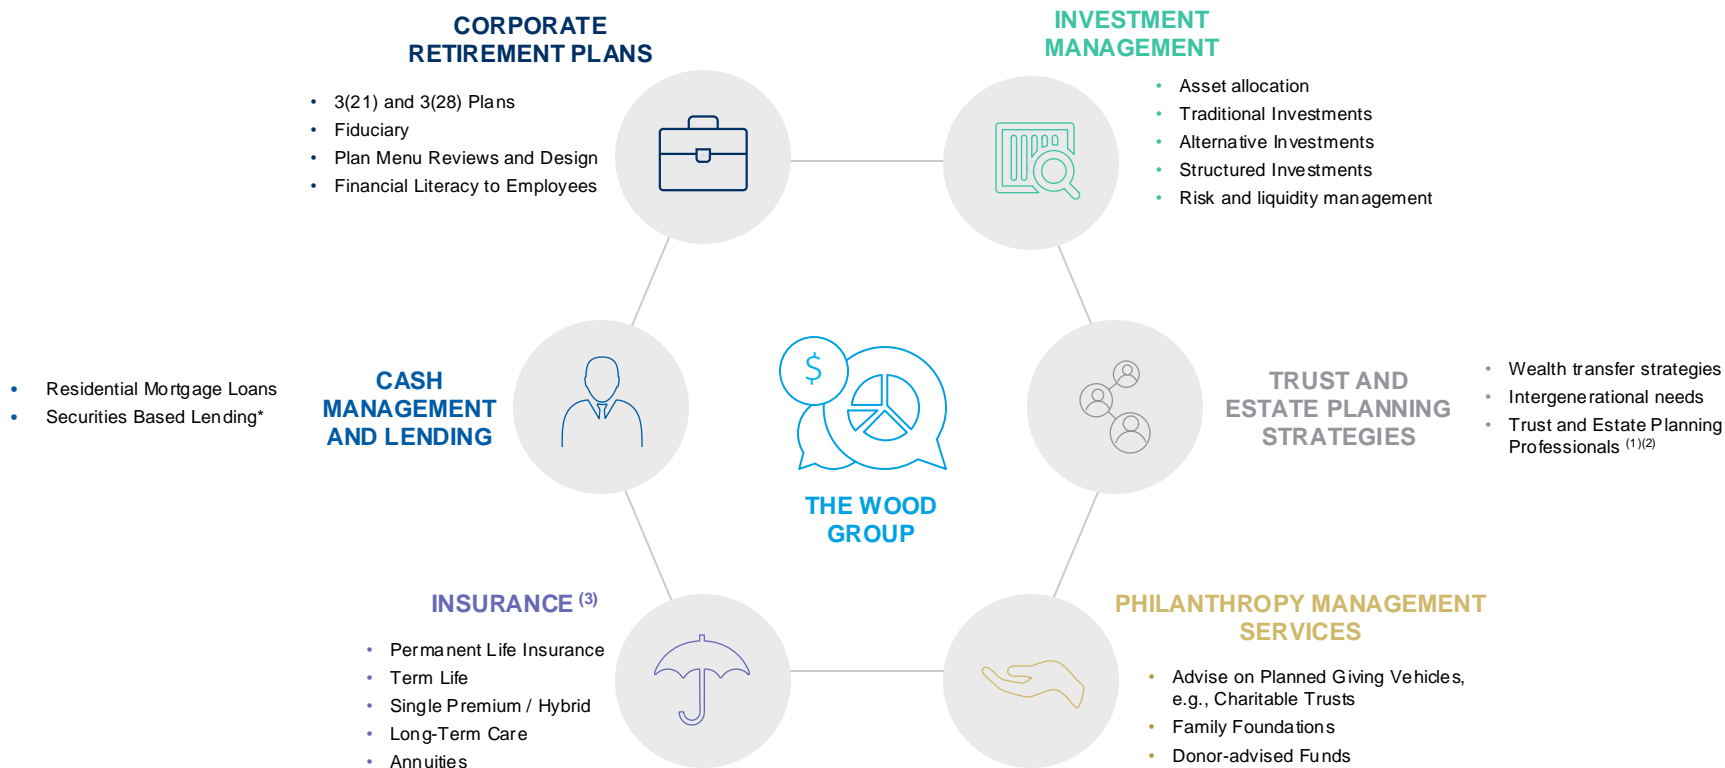 CORPORATE
RETIREMENT PLANS
• 3(21) and 3(28) Plans
• Fiduciary
• Plan Menu Reviews and Design
• Financial Literacy to Employees
INVESTMENT
MANAGEMENT
• Asset allocation
• Traditional Investments
• Alternative Investments
• Structured Investments
• Risk and liquidity management
• Residential Mortgage Loans
• Securities Based Lending*
CASH
MANAGEMENT
AND LENDING
$
THE WOOD
GROUP
TRUST AND
ESTATE PLANNING
STRATEGIES
• Wealth transfer strategies
• Intergenerational needs
• Trust and Estate Planning
Professionals (1)(2)
INSURANCE (3)
• Permanent Life Insurance
• Term Life
• Single Premium / Hybrid
• Long-Term Care
• Annuities
PHILANTHROPY MANAGEMENT
SERVICES
• Advise on Planned Giving Vehicles,
e.g., Charitable Trusts
• Family Foundations
• Donor-advised Funds